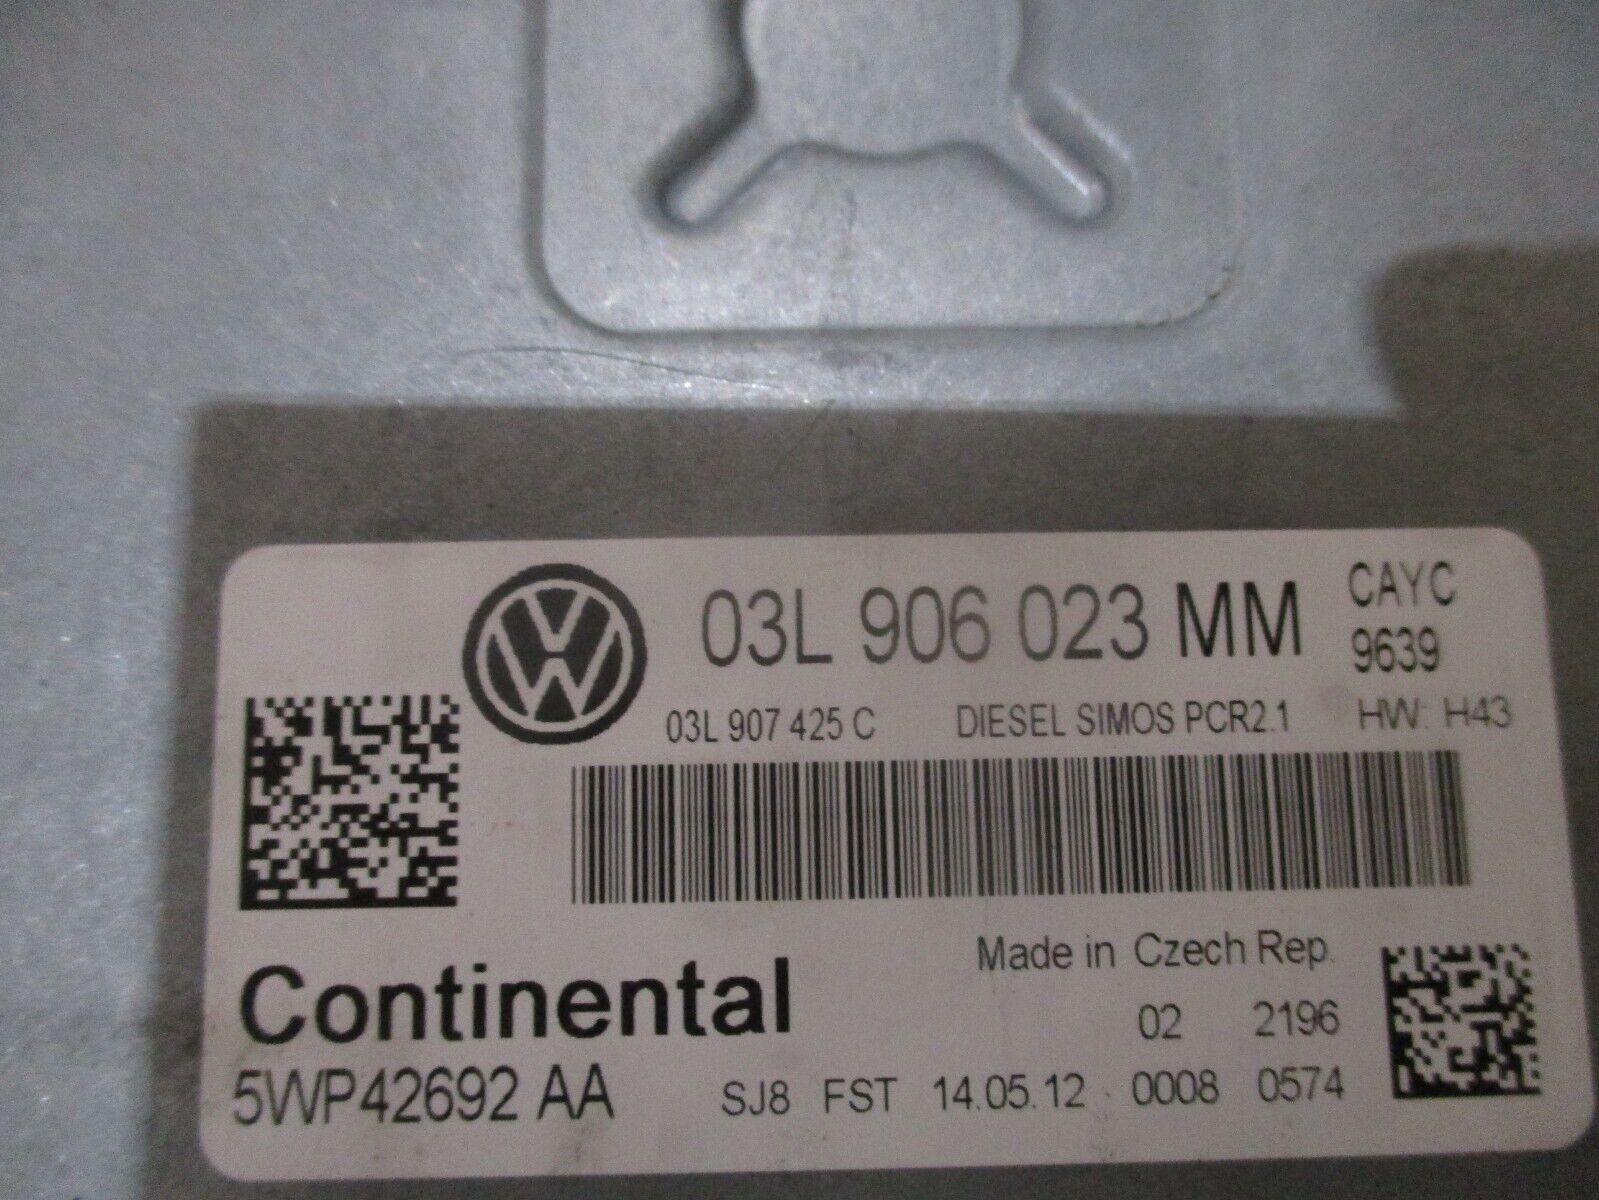 03L 906 023 MM
CAYC
9639
03L 907 425 C DIESEL SIMOS PCR2.1 HW: H43
Made in Czech Rep.
Continental
02 2196
5WP42692 AA SJ8 FST 14.05.12 0008 0574